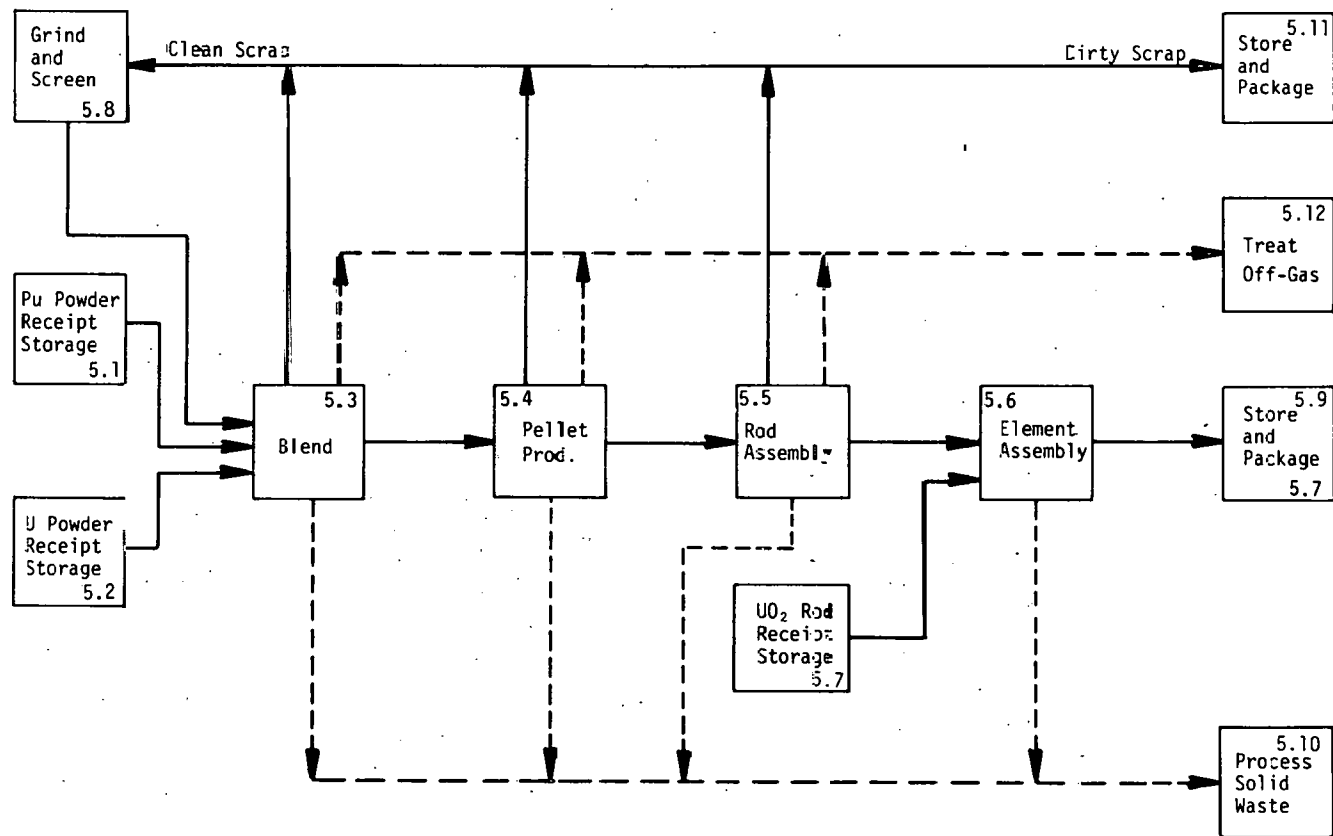 Grind
and
Screen
5.8
Clean Scrap
Dirty Scrap
5.11
Store
and
Package
5.12
Treat
Off-Gas
Pu Powder
Receipt
Storage
5.1
5.3
Blend
5.4
Pellet
Prod.
5.5
Rod
Assembly
5.6
Element
Assembly
5.9
Store
and
Package
5.7
U Powder
Receipt
Storage
5.2
UO₂ Rod
Receipt
Storage
5.7
5.10
Process
Solid
Waste